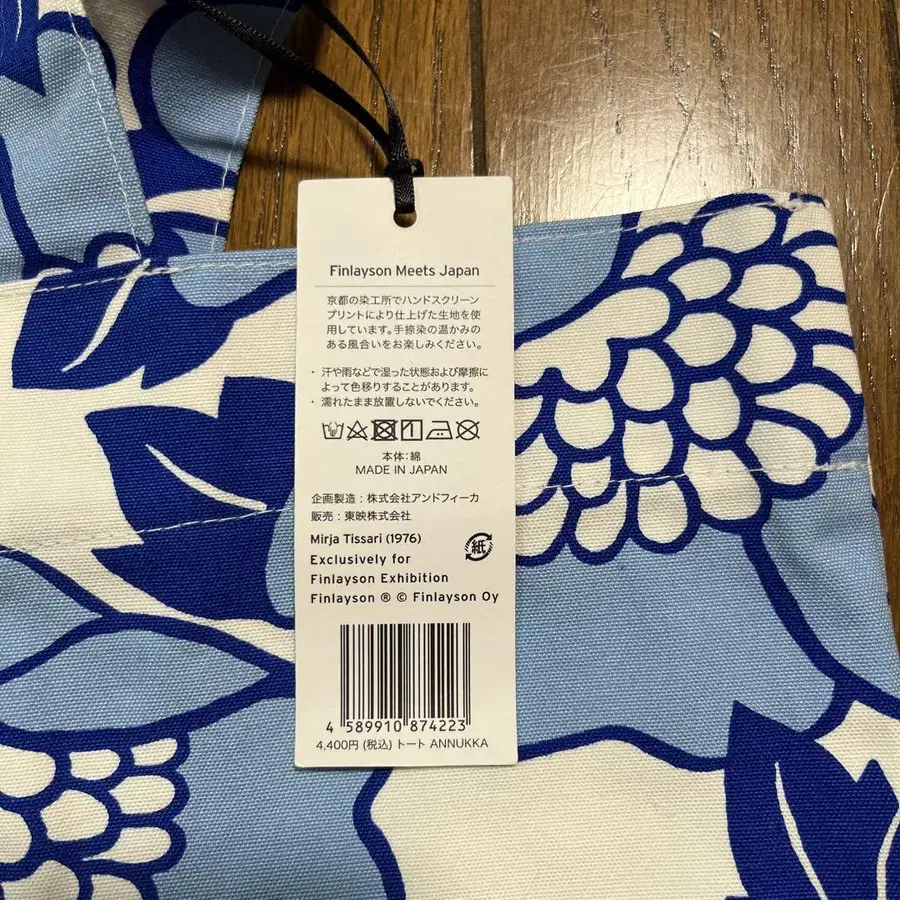 Finlayson Meets Japan
京都の染工所でハンドスクリーン
プリントにより仕上げた生地を使
用しています。手捺染の温かみの
ある風合いをお楽しみください。
・ 汗や雨などで湿った状態および摩擦に
よって色移りすることがあります。
・ 濡れたまま放置しないでください。
本体:綿
MADE IN JAPAN
企画製造:株式会社アンドフィーカ
販売:東映株式会社
Mirja Tissari (1976)
紙
Exclusively for
Finlayson Exhibition
Finlayson ® © Finlayson Oy
4 589910 874223
4,400円 (税込) トート ANNUKKA